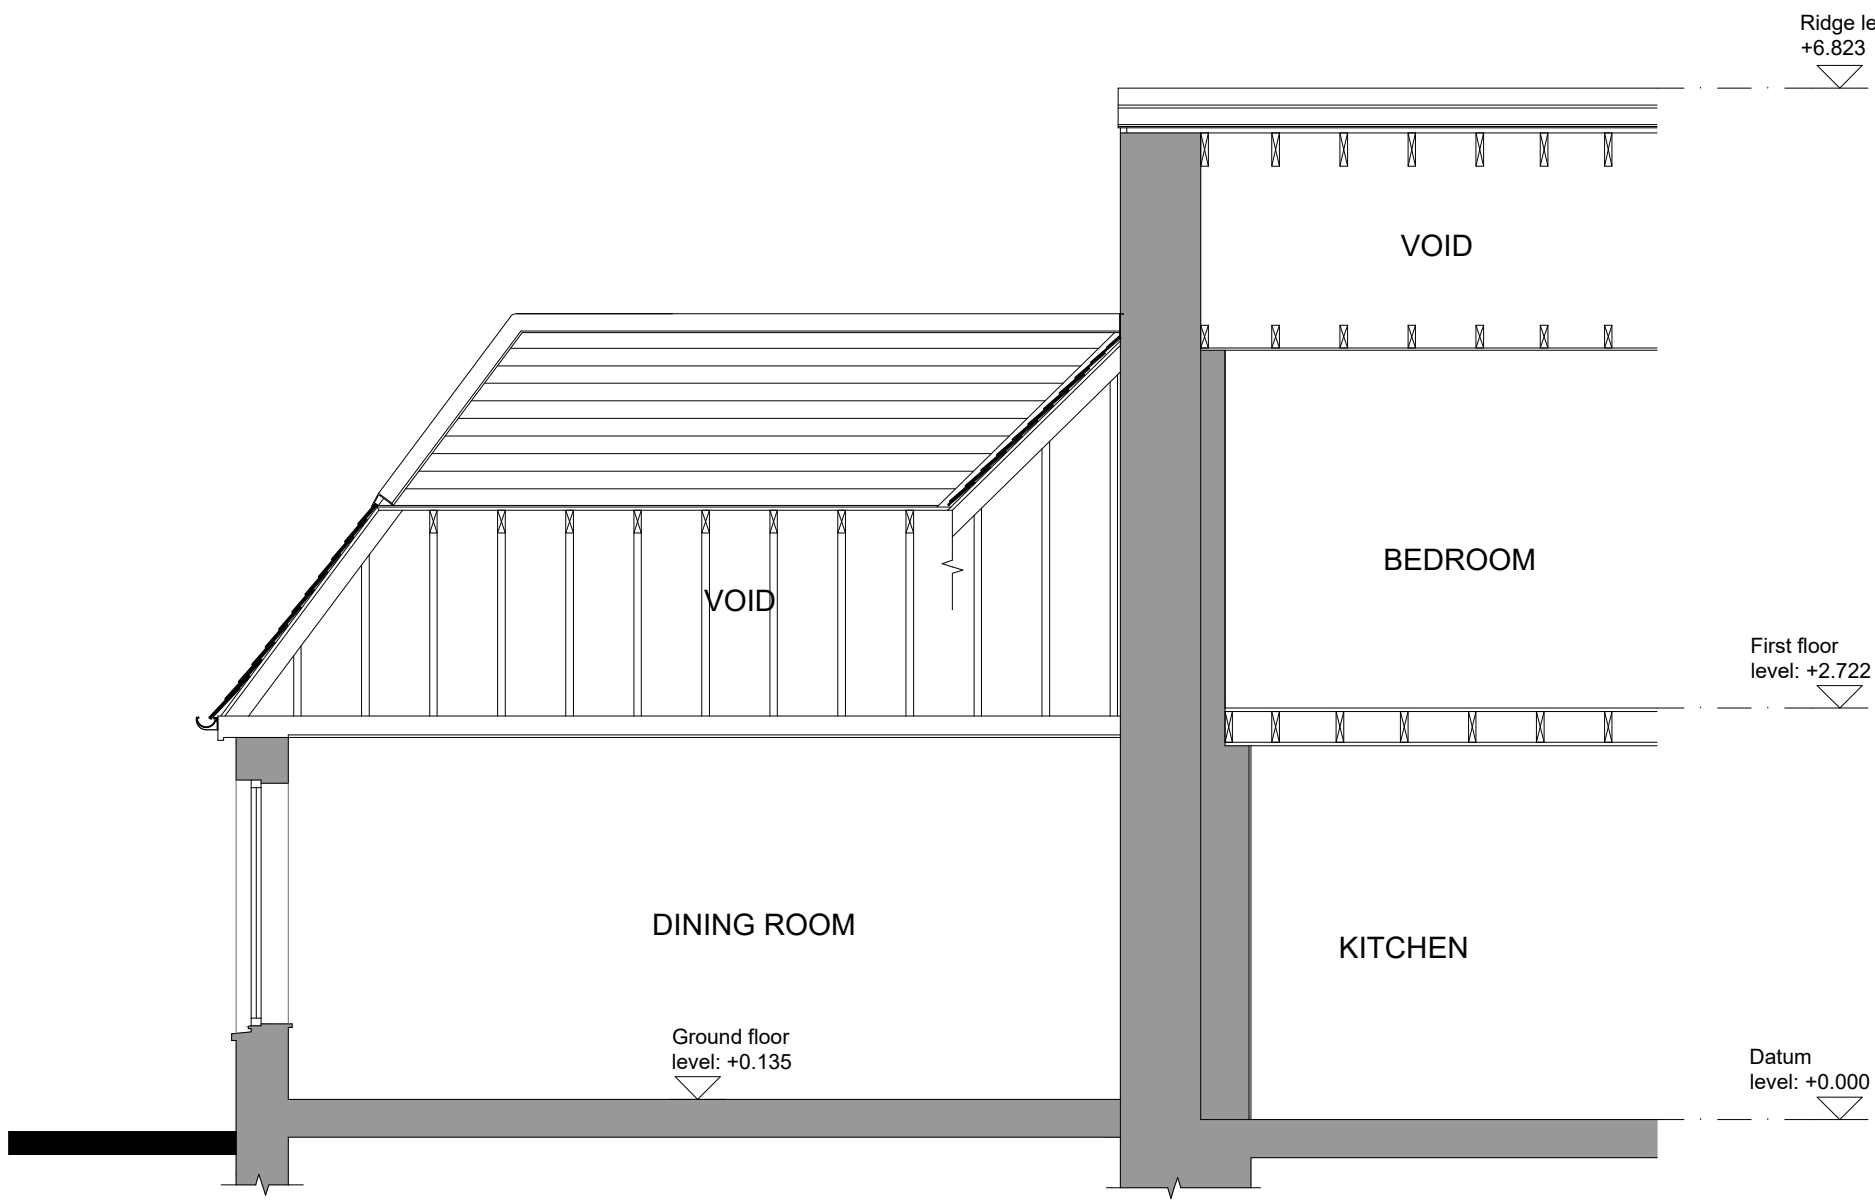 Ridge le
+6.823
VOID
BEDROOM
VOID
First floor
level: +2.722
DINING ROOM
KITCHEN
Ground floor
level: +0.135
Datum
level: +0.000